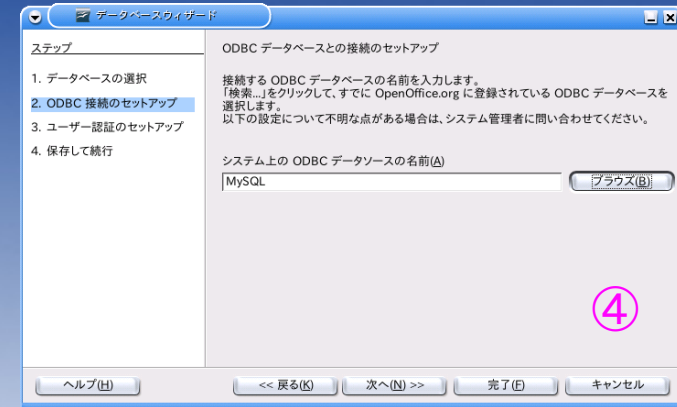 データベースウィザード
ステップ
1. データベースの選択
2. ODBC 接続のセットアップ
3. ユーザー認証のセットアップ
4. 保存して続行
ODBC データベースとの接続のセットアップ
接続する ODBC データベースの名前を入力します。
「検索...」をクリックして、すでに OpenOffice.org に登録されている ODBC データベースを
選択します。
以下の設定について不明な点がある場合は、システム管理者に問い合わせてください。
システム上の ODBC データソースの名前(A)
MySQL
ブラウズ(B)
④
ヘルプ(H)
<< 戻る(K)
次へ(N) >>
完了(F)
キャンセル